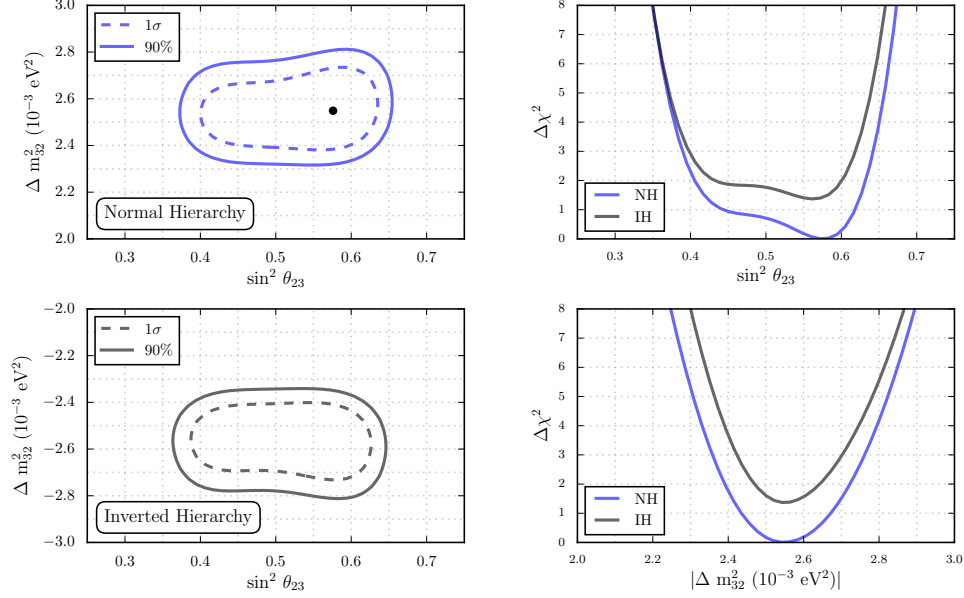 3.0
2.8
2.6
2.4
2.2
2.0
Δ m²₃₂ (10⁻³ eV²)
1σ
90%
Normal Hierarchy
0.3 0.4 0.5 0.6 0.7
sin² θ₂₃
8
7
6
5
4
3
2
1
0
Δχ²
NH
IH
0.3 0.4 0.5 0.6 0.7
sin² θ₂₃
−2.0
−2.2
−2.4
−2.6
−2.8
−3.0
Δ m²₃₂ (10⁻³ eV²)
1σ
90%
Inverted Hierarchy
0.3 0.4 0.5 0.6 0.7
sin² θ₂₃
8
7
6
5
4
3
2
1
0
Δχ²
NH
IH
2.0 2.2 2.4 2.6 2.8 3.0
|Δ m²₃₂ (10⁻³ eV²)|